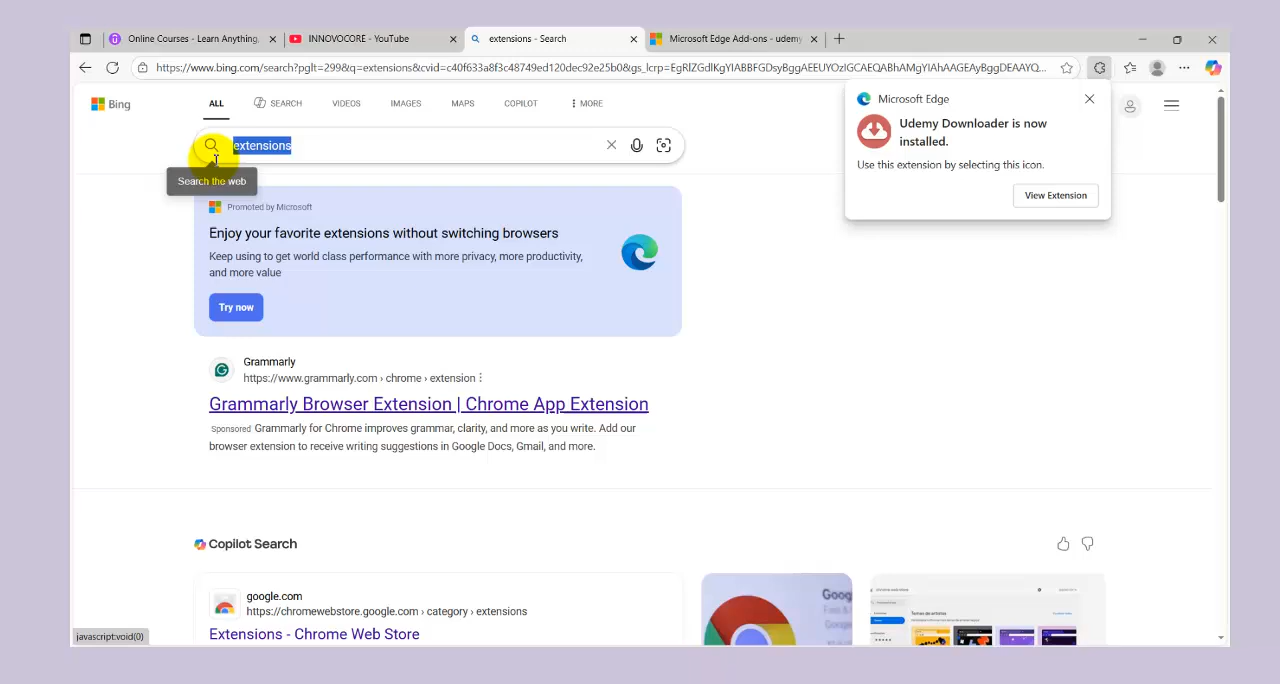 Online Courses - Learn Anything,
INNOVOCORE - YouTube
extensions - Search
Microsoft Edge Add-ons - udemy
https://www.bing.com/search?pglt=299&q=extensions&cvid=c40f633a8f3c48749ed120dec92e25b0&gs_lcrp=EgRlZGdlKgYIABBFGDsyBggAEEUYOzIGCAEQABhAMgYIAhAAGEAyBggDEAAYQ...
Microsoft Edge
Udemy Downloader is now
installed.
Use this extension by selecting this icon.
View Extension
Bing
ALL
SEARCH
VIDEOS
IMAGES
MAPS
COPILOT
MORE
extensions
Search the web
Promoted by Microsoft
Enjoy your favorite extensions without switching browsers
Keep using to get world class performance with more privacy, more productivity,
and more value
Try now
Grammarly
https://www.grammarly.com › chrome › extension
Grammarly Browser Extension | Chrome App Extension
Sponsored Grammarly for Chrome improves grammar, clarity, and more as you write. Add our
browser extension to receive writing suggestions in Google Docs, Gmail, and more.
Copilot Search
google.com
https://chromewebstore.google.com › category › extensions
Extensions - Chrome Web Store
javascript:void(0)